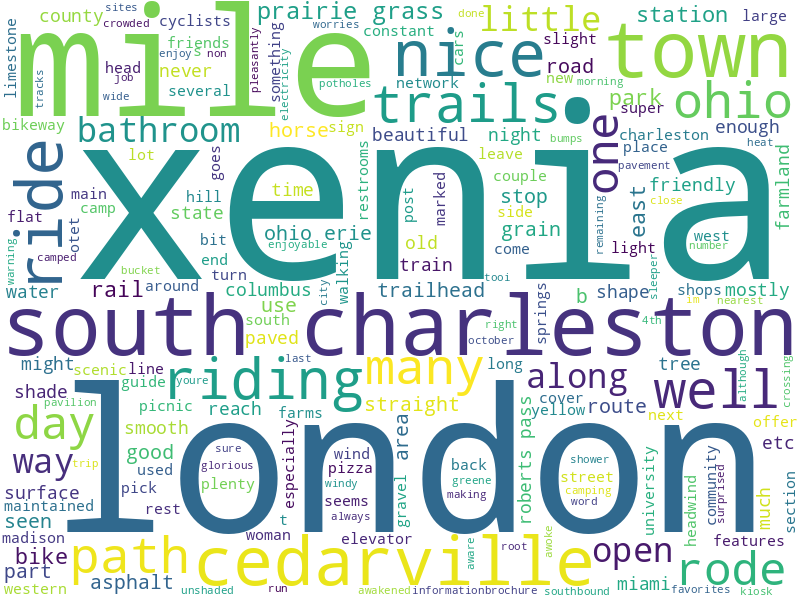 mile
xenia
london
south charleston
cedarville
town
nice
trails
ohio
little
prairie grass
station
large
county
cyclists
sites
crowded
enjoy
non
job
wide
friends
head
never
several
limestone
tracks
bikeway
bathroom
pleasantly
something
electricity
worries
constant
cars
network
potholes
slight
road
new
morning
park
super
horse
sign
beautiful
night
bumps
one
charleston
enough
place
pavement
heat
ride
lot
goes
time
restrooms
leave
couple
stop
side
friendly
close
farmland
main
hill
camp
state
flat
otet
camped
warning
bit
end
turn
ohio erie
enjoyable
post
marked
grain
old
train
come
east
light
west
number
remaining
bucket
walking
city
tooi
sleeper
water
rail
around
columbus
use
south
paved
trailhead
b
shape
shops
mostly
im
nearest
springs
right
october
4th
might
scenic
line
last
riding
many
long
along
tree
well
although
crossing
shade
guide
youre
pavilion
picnic
reach
farms
straight
cover
yellow
route
next
offer
day
smooth
good
especially
area
way
trip
used
sure
glorious
plenty
wind
windy
pizza
seems
always
back
greene
making
roberts pass
shower
street
camping
word
university
headwind
community
surprised
much
etc
section
surface
maintained
pick
rest
seen
t
woman
elevator
gravel
madison
bike
part
path
asphalt
western
unshaded
run
root
aware
awoke
awakened
informationbrochure
southbound
open
miami
features
rode
favorites
kiosk